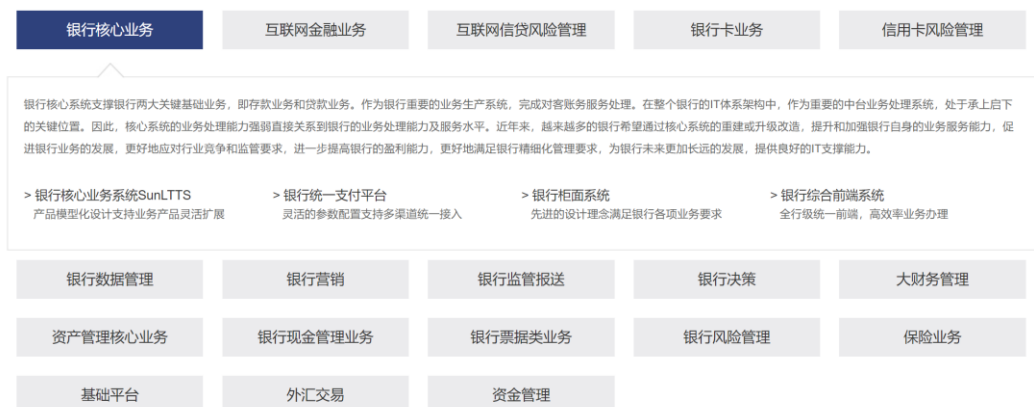 银行核心业务 互联网金融业务 互联网信贷风险管理 银行卡业务 信用卡风险管理
银行核心系统支撑银行两大关键基础业务，即存款业务和贷款业务。作为银行重要的业务生产系统，完成对客账务服务处理。在整个银行的IT体系架构中，作为重要的中台业务处理系统，处于承上启下
的关键位置。因此，核心系统的业务处理能力强弱直接关系到银行的业务处理能力及服务水平。近年来，越来越多的银行希望通过核心系统的重建或升级改造，提升和加强银行自身的业务服务能力，促
进银行业务的发展，更好地应对行业竞争和监管要求，进一步提高银行的盈利能力，更好地满足银行精细化管理要求，为银行未来更加长远的发展，提供良好的IT支撑能力。
> 银行核心业务系统SunLTTS > 银行统一支付平台 > 银行柜面系统 > 银行综合前端系统
产品模型化设计支持业务产品灵活扩展 灵活的参数配置支持多渠道统一接入 先进的设计理念满足银行各项业务要求 全行级统一前端，高效率业务办理
银行数据管理 银行营销 银行监管报送 银行决策 大财务管理
资产管理核心业务 银行现金管理业务 银行票据类业务 银行风险管理 保险业务
基础平台 外汇交易 资金管理